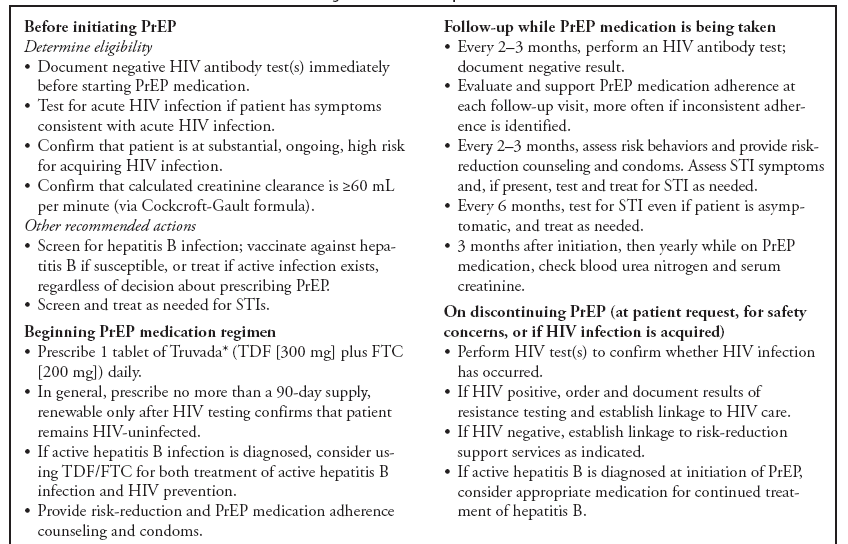 Before initiating PrEP
Determine eligibility
• Document negative HIV antibody test(s) immediately
before starting PrEP medication.
• Test for acute HIV infection if patient has symptoms
consistent with acute HIV infection.
• Confirm that patient is at substantial, ongoing, high risk
for acquiring HIV infection.
• Confirm that calculated creatinine clearance is ≥60 mL
per minute (via Cockcroft-Gault formula).
Other recommended actions
• Screen for hepatitis B infection; vaccinate against hepa-
titis B if susceptible, or treat if active infection exists,
regardless of decision about prescribing PrEP.
• Screen and treat as needed for STIs.
Beginning PrEP medication regimen
• Prescribe 1 tablet of Truvada* (TDF [300 mg] plus FTC
[200 mg]) daily.
• In general, prescribe no more than a 90-day supply,
renewable only after HIV testing confirms that patient
remains HIV-uninfected.
• If active hepatitis B infection is diagnosed, consider us-
ing TDF/FTC for both treatment of active hepatitis B
infection and HIV prevention.
• Provide risk-reduction and PrEP medication adherence
counseling and condoms.
Follow-up while PrEP medication is being taken
• Every 2–3 months, perform an HIV antibody test;
document negative result.
• Evaluate and support PrEP medication adherence at
each follow-up visit, more often if inconsistent adher-
ence is identified.
• Every 2–3 months, assess risk behaviors and provide risk-
reduction counseling and condoms. Assess STI symptoms
and, if present, test and treat for STI as needed.
• Every 6 months, test for STI even if patient is asymp-
tomatic, and treat as needed.
• 3 months after initiation, then yearly while on PrEP
medication, check blood urea nitrogen and serum
creatinine.
On discontinuing PrEP (at patient request, for safety
concerns, or if HIV infection is acquired)
• Perform HIV test(s) to confirm whether HIV infection
has occurred.
• If HIV positive, order and document results of
resistance testing and establish linkage to HIV care.
• If HIV negative, establish linkage to risk-reduction
support services as indicated.
• If active hepatitis B is diagnosed at initiation of PrEP,
consider appropriate medication for continued treat-
ment of hepatitis B.